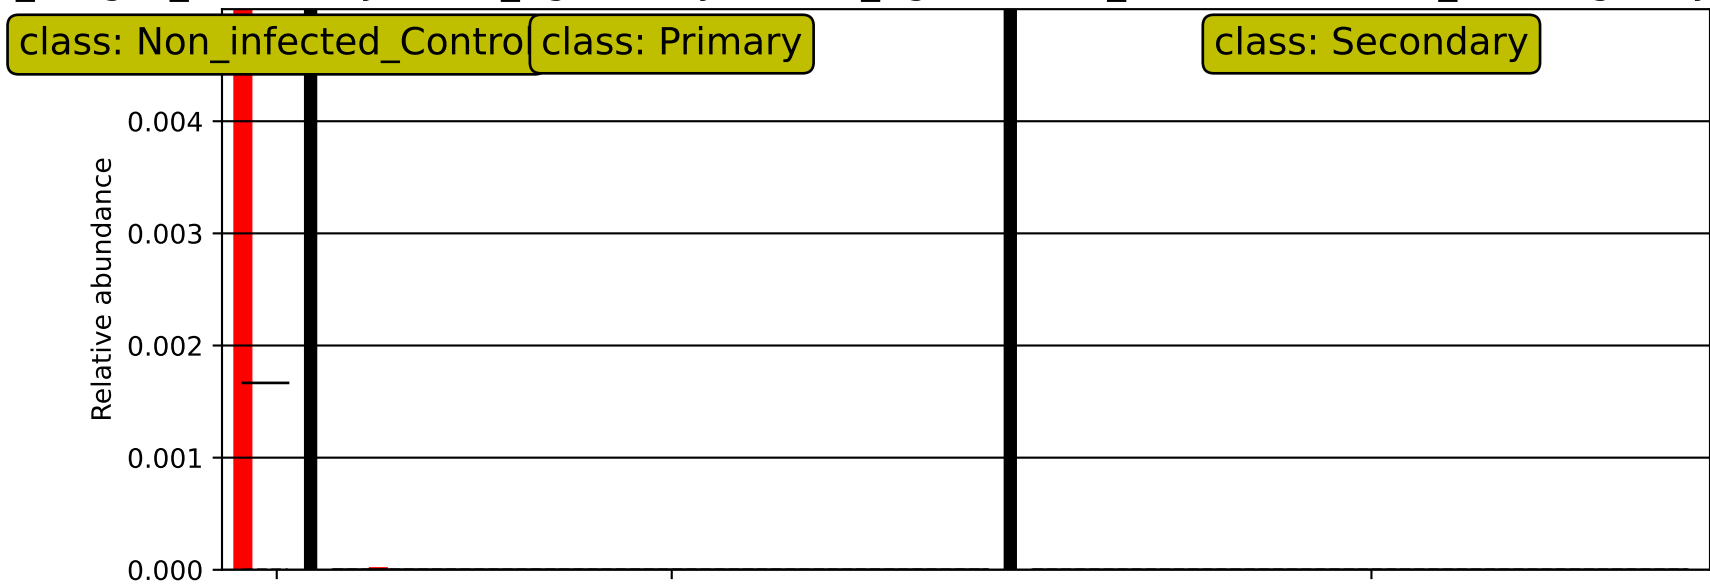 class: Non_infected_Contro
class: Primary
class: Secondary
0.004
0.003
0.002
0.001
0.000
Relative abundance